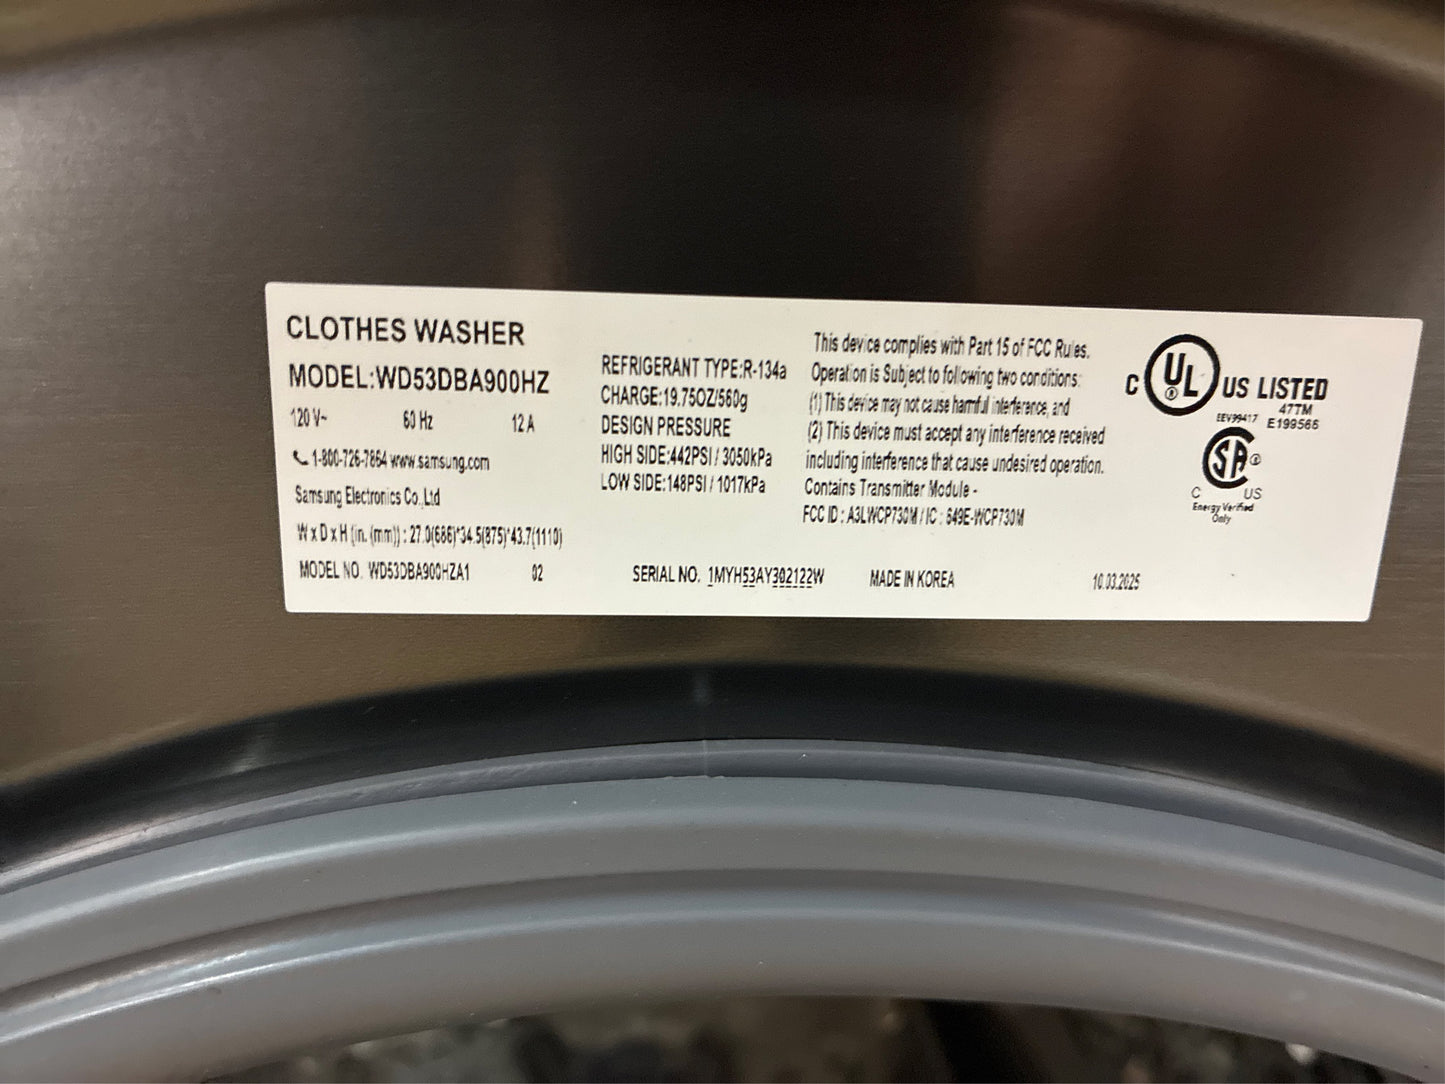 CLOTHES WASHER
MODEL:WD53DBA900HZ
120 V~ 60 Hz 12 A
1-800-726-7864 www.samsung.com
Samsung Electronics Co. Ltd
W x D x H (in. (mm)) : 27.0(686)*34.5(875)*43.7(1110)
MODEL NO. WD53DBA900HZA1 02
REFRIGERANT TYPE:R-134a
CHARGE:19.75OZ/560g
DESIGN PRESSURE
HIGH SIDE:442PSI / 3050kPa
LOW SIDE:148PSI / 1017kPa
This device complies with Part 15 of FCC Rules.
Operation is Subject to following two conditions:
(1) This device may not cause harmful interference, and
(2) This device must accept any interference received
including interference that cause undesired operation.
Contains Transmitter Module -
FCC ID : A3LWCP730M / IC : 649E-WCP730M
C UL ® US LISTED
47TM
EEV99417 E199566
SA ®
C US
Energy Verified
Only
SERIAL NO. 1MYH53AY302122W MADE IN KOREA 10.03.2025